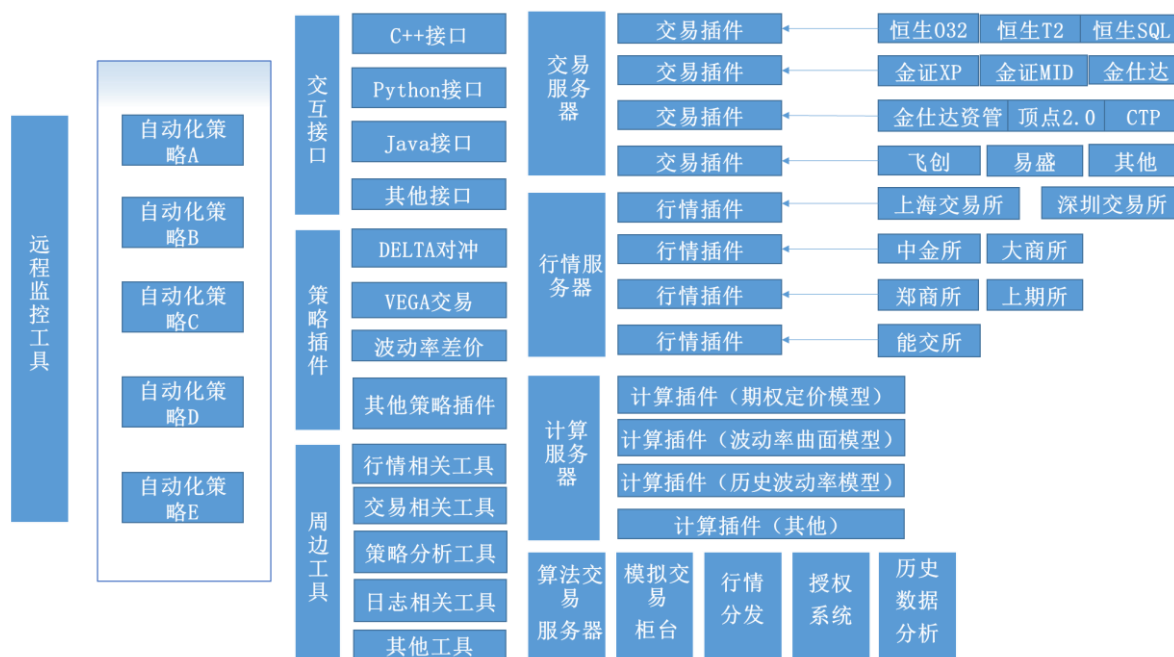 远程监控工具
自动化策
略A
自动化策
略B
自动化策
略C
自动化策
略D
自动化策
略E
交互接口
C++接口
Python接口
Java接口
其他接口
策略插件
DELTA对冲
VEGA交易
波动率差价
其他策略插件
周边工具
行情相关工具
交易相关工具
策略分析工具
日志相关工具
其他工具
交易
服务
器
交易插件
恒生O32
恒生T2
恒生SQL
交易插件
金证XP
金证MID
金仕达
交易插件
金仕达资管
顶点2.0
CTP
交易插件
飞创
易盛
其他
行情服
务器
行情插件
上海交易所
深圳交易所
行情插件
中金所
大商所
行情插件
郑商所
上期所
行情插件
能交所
计算
服务
器
计算插件（期权定价模型）
计算插件（波动率曲面模型）
计算插件（历史波动率模型）
计算插件（其他）
算法交
易
服务器
模拟交
易
柜台
行情
分发
授权
系统
历史
数据
分析